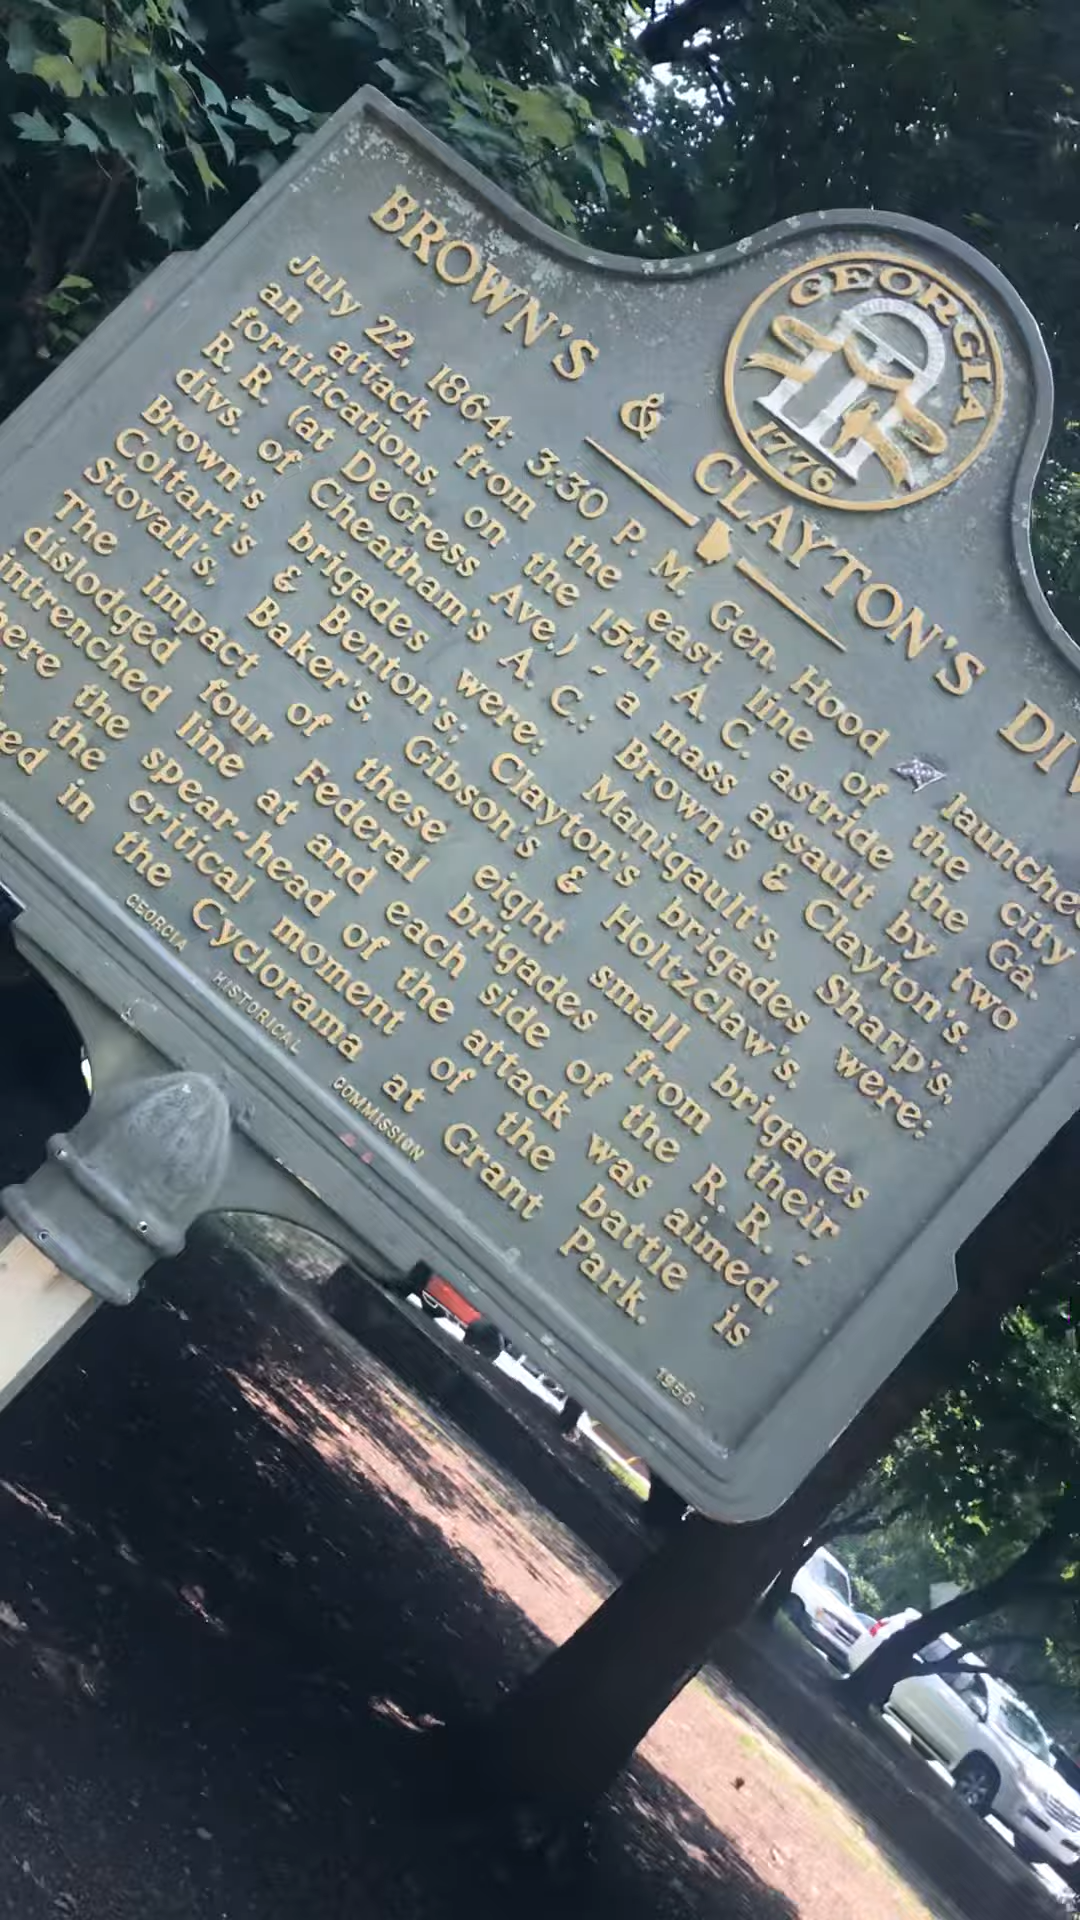 GEORGIA
1776
BROWN'S & CLAYTON'S
July 22, 1864: 3:30 P. M. Gen. Hood
an attack from the east line of the city
fortifications, on the 15th A. C. astride the Ga.
R. R. (at DeGress Ave.) ~ a mass assault by two
divs. of Cheatham's A. C.: Brown's & Clayton's.
Brown's brigades were: Manigault's, Sharp's,
Coltart's & Benton's; Clayton's brigades were:
Stovall's, Baker's, Gibson's & Holtzclaw's.
The impact of these eight small brigades
dislodged four Federal brigades from their
intrenched line at and each side of the R. R. ~
here the spear-head of the attack was aimed.
the critical moment of the battle is
in the Cyclorama at Grant Park.
GEORGIA HISTORICAL COMMISSION 1956